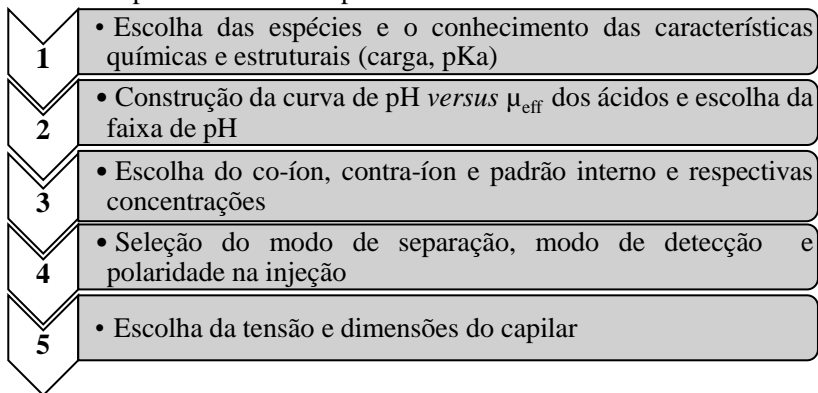 1
• Escolha das espécies e o conhecimento das características
químicas e estruturais (carga, pKa)
2
• Construção da curva de pH versus μeff dos ácidos e escolha da
faixa de pH
3
• Escolha do co-íon, contra-íon e padrão interno e respectivas
concentrações
4
• Seleção do modo de separação, modo de detecção e
polaridade na injeção
5
• Escolha da tensão e dimensões do capilar